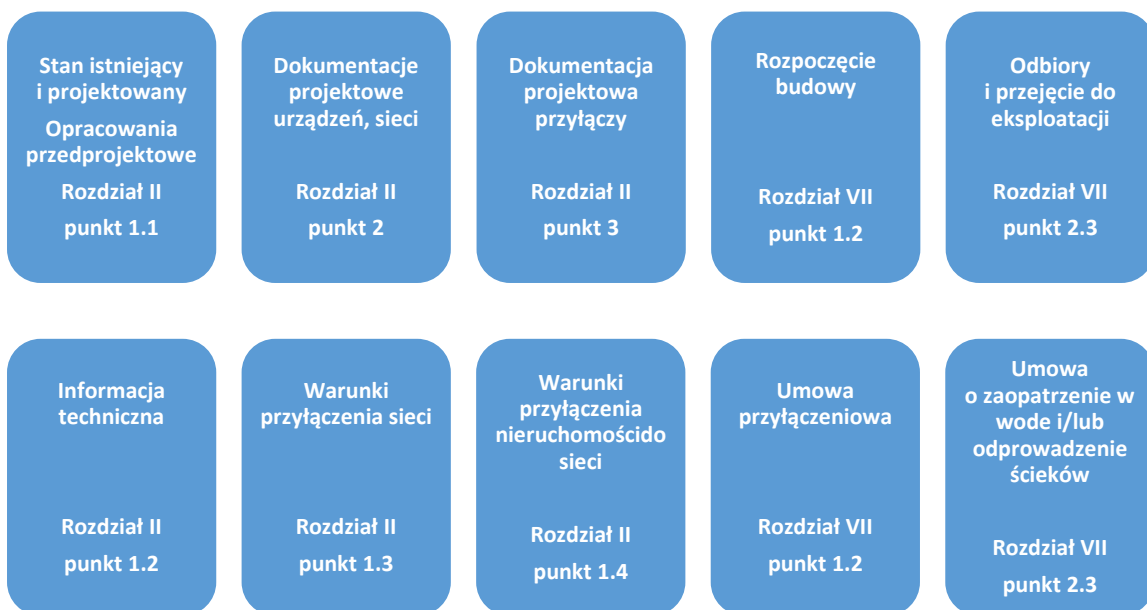 Stan istniejący
i projektowany
Opracowania
przedprojektowe
Rozdział II
punkt 1.1
Dokumentacje
projektowe
urządzeń, sieci
Rozdział II
punkt 2
Dokumentacja
projektowa
przyłączy
Rozdział II
punkt 3
Rozpoczęcie
budowy
Rozdział VII
punkt 1.2
Odbiory
i przejęcie do
eksploatacji
Rozdział VII
punkt 2.3
Informacja
techniczna
Rozdział II
punkt 1.2
Warunki
przyłączenia sieci
Rozdział II
punkt 1.3
Warunki
przyłączenia
nieruchomoścido
sieci
Rozdział II
punkt 1.4
Umowa
przyłączeniowa
Rozdział VII
punkt 1.2
Umowa
o zaopatrzenie w
wode i/lub
odprowadzenie
ścieków
Rozdział VII
punkt 2.3